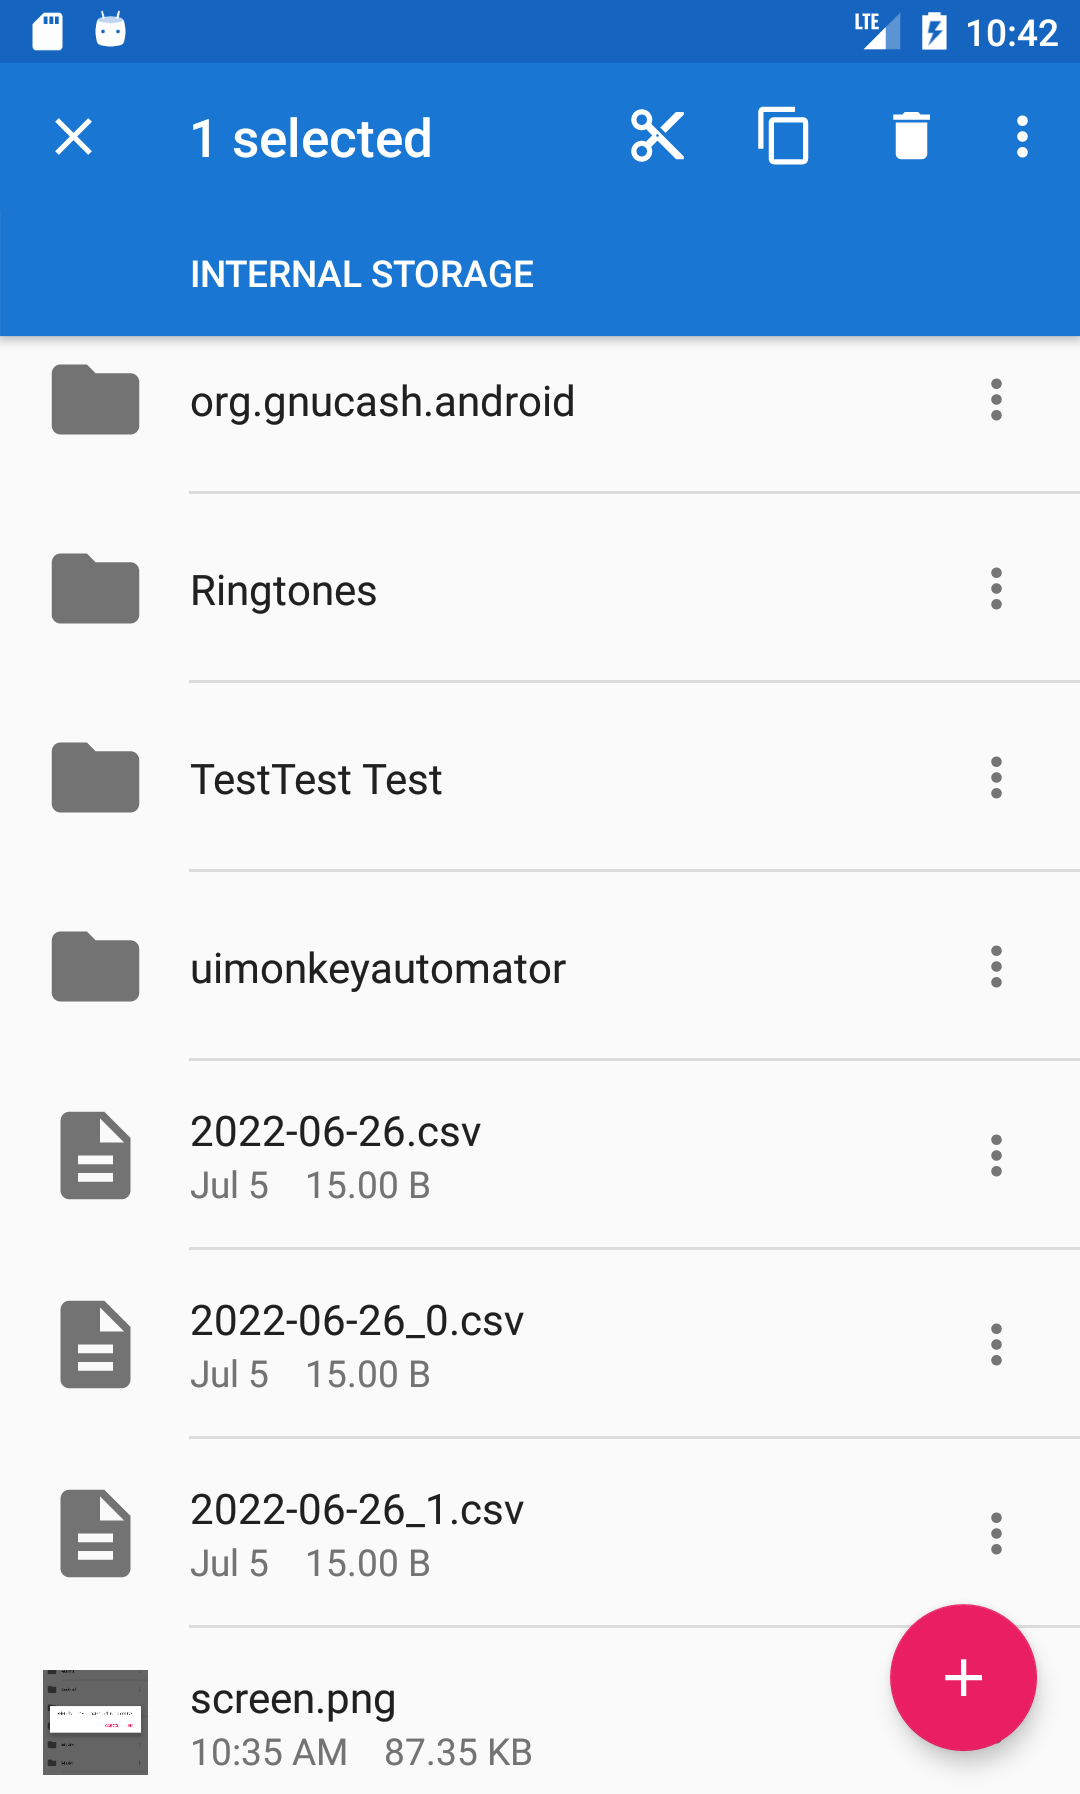 LTE 10:42
1 selected
INTERNAL STORAGE
org.gnucash.android
Ringtones
TestTest Test
uimonkeyautomator
2022-06-26.csv
Jul 5 15.00 B
2022-06-26_0.csv
Jul 5 15.00 B
2022-06-26_1.csv
Jul 5 15.00 B
screen.png
10:35 AM 87.35 KB